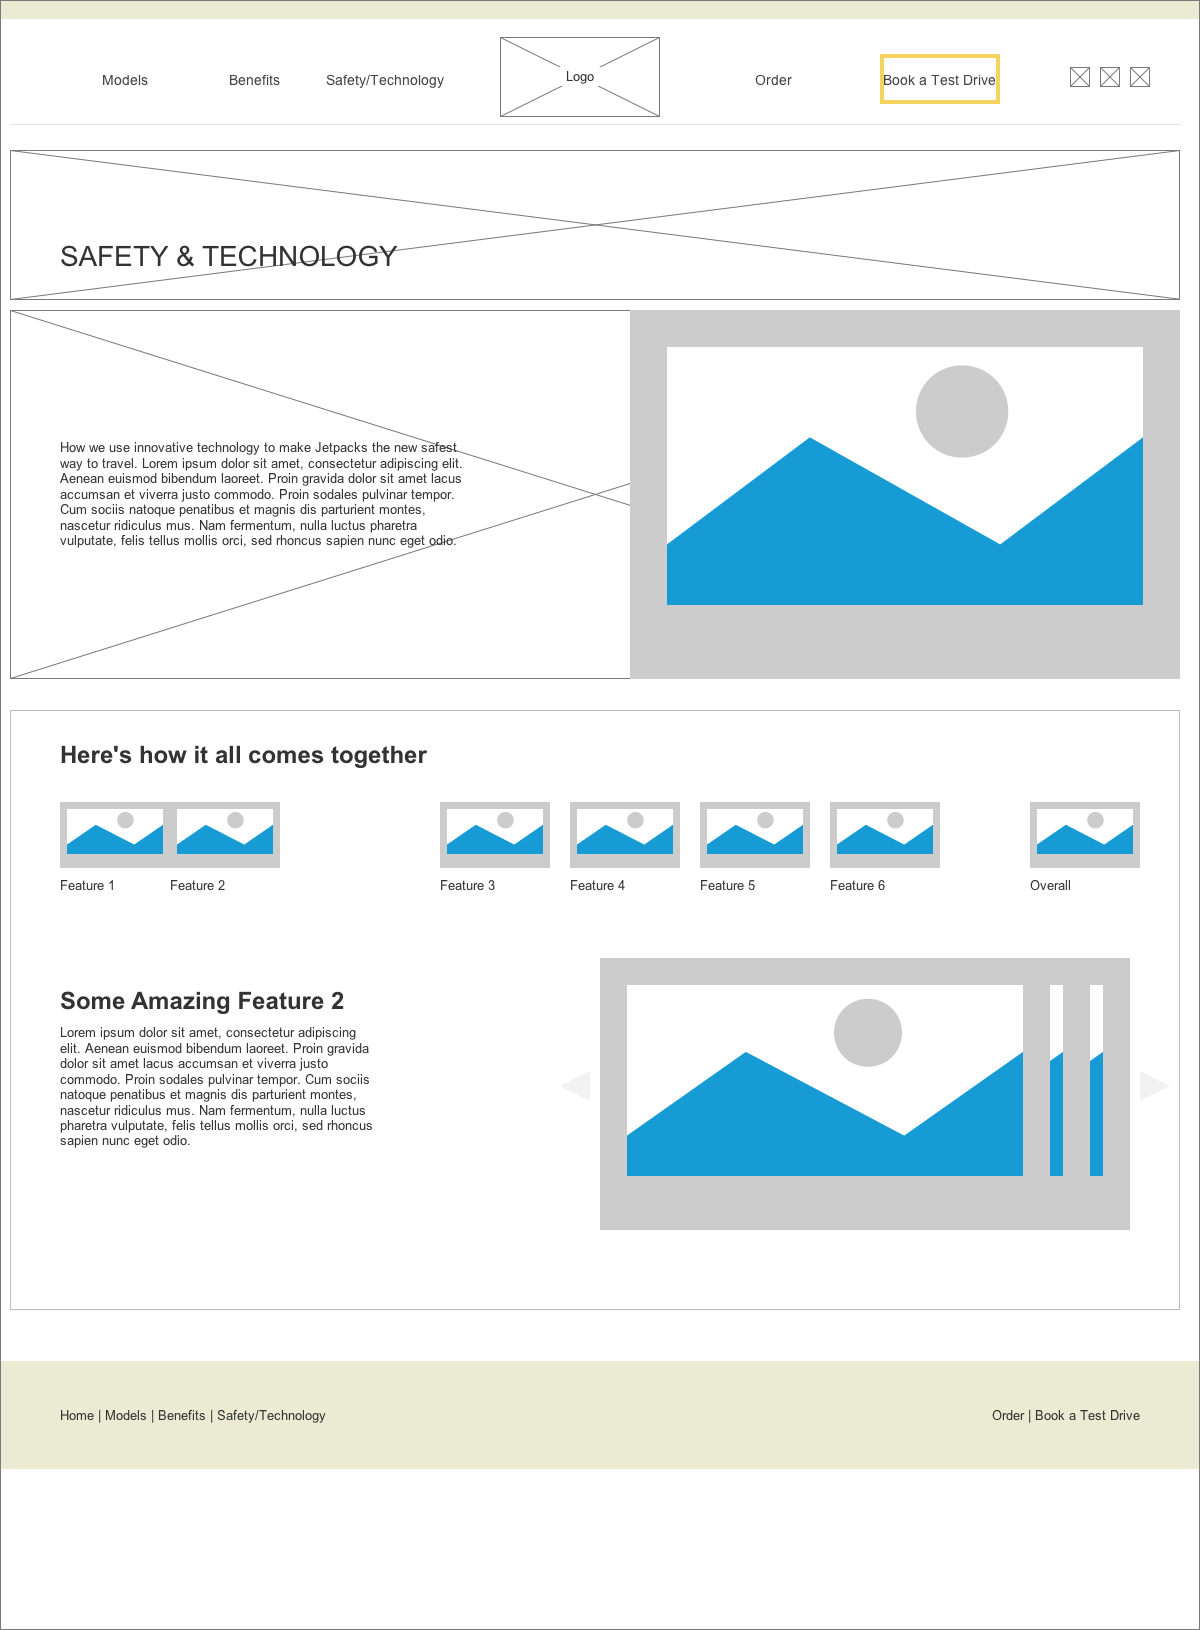 Models
Benefits
Safety/Technology
Logo
Order
Book a Test Drive
SAFETY & TECHNOLOGY
How we use innovative technology to make Jetpacks the new safest
way to travel. Lorem ipsum dolor sit amet, consectetur adipiscing elit.
Aenean euismod bibendum laoreet. Proin gravida dolor sit amet lacus
accumsan et viverra justo commodo. Proin sodales pulvinar tempor.
Cum sociis natoque penatibus et magnis dis parturient montes,
nascetur ridiculus mus. Nam fermentum, nulla luctus pharetra
vulputate, felis tellus mollis orci, sed rhoncus sapien nunc eget odio.
Here's how it all comes together
Feature 1
Feature 2
Feature 3
Feature 4
Feature 5
Feature 6
Overall
Some Amazing Feature 2
Lorem ipsum dolor sit amet, consectetur adipiscing
elit. Aenean euismod bibendum laoreet. Proin gravida
dolor sit amet lacus accumsan et viverra justo
commodo. Proin sodales pulvinar tempor. Cum sociis
natoque penatibus et magnis dis parturient montes,
nascetur ridiculus mus. Nam fermentum, nulla luctus
pharetra vulputate, felis tellus mollis orci, sed rhoncus
sapien nunc eget odio.
Home | Models | Benefits | Safety/Technology
Order | Book a Test Drive